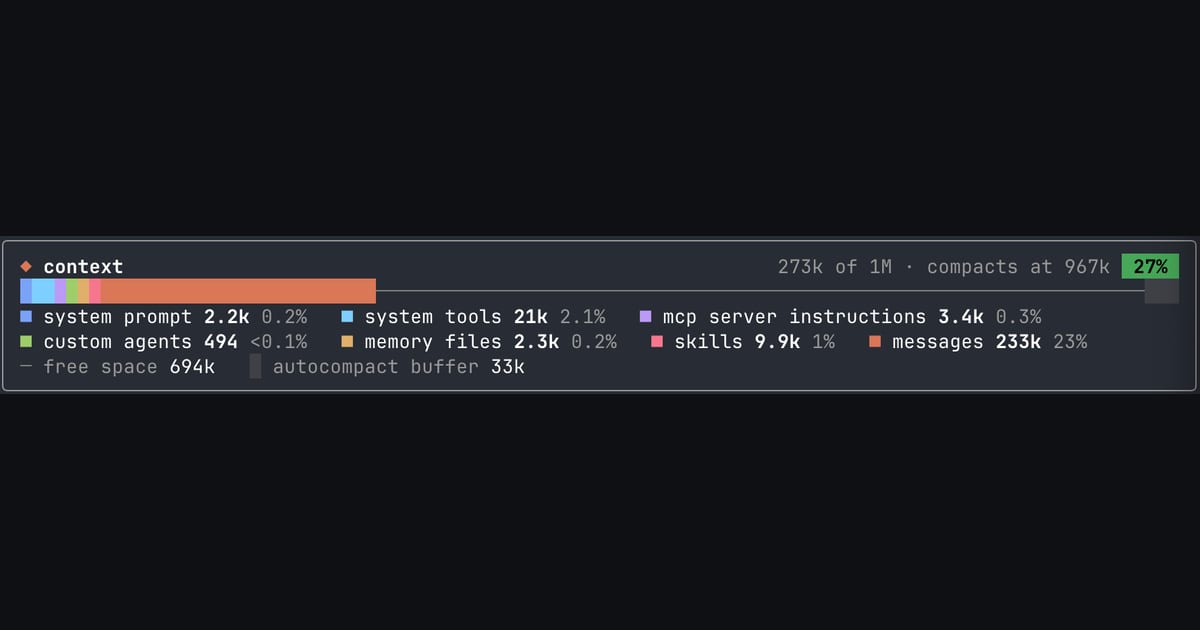 context 273k of 1M · compacts at 967k 27%
system prompt 2.2k 0.2% system tools 21k 2.1% mcp server instructions 3.4k 0.3%
custom agents 494 <0.1% memory files 2.3k 0.2% skills 9.9k 1% messages 233k 23%
free space 694k autocompact buffer 33k